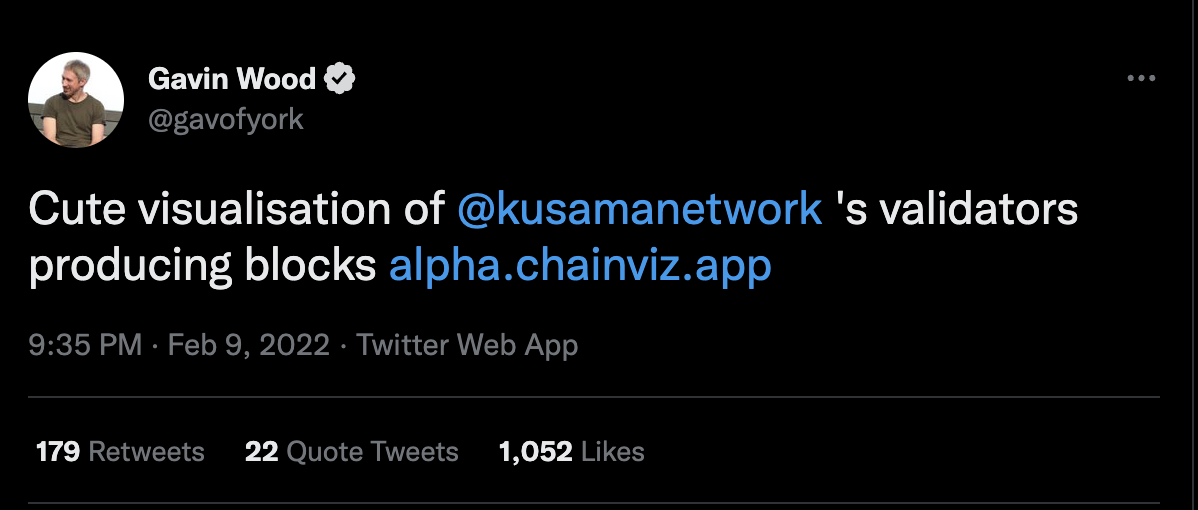 Gavin Wood
@gavofyork
Cute visualisation of @kusamanetwork 's validators
producing blocks alpha.chainviz.app
9:35 PM · Feb 9, 2022 · Twitter Web App
179 Retweets 22 Quote Tweets 1,052 Likes